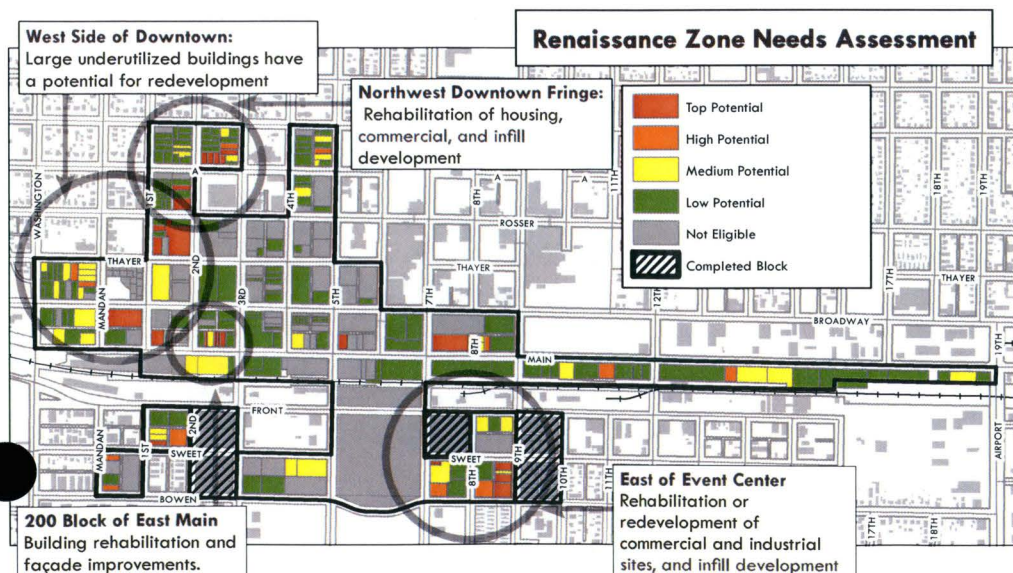 Renaissance Zone Needs Assessment
West Side of Downtown:
Large underutilized buildings have
a potential for redevelopment
Northwest Downtown Fringe:
Rehabilitation of housing,
commercial, and infill
development
Top Potential
High Potential
Medium Potential
Low Potential
Not Eligible
Completed Block
WASHINGTON
1ST
A
4TH
8TH
A
A
11TH
18TH
19TH
ROSSER
THAYER
2ND
3RD
5TH
7TH
THAYER
12TH
17TH
THAYER
MANDAN
BROADWAY
8TH
MAIN
19TH
FRONT
MANDAN
1ST
2ND
SWEET
SWEET
8TH
9TH
10TH
11TH
AIRPORT
BOWEN
17TH
18TH
200 Block of East Main
Building rehabilitation and
façade improvements.
East of Event Center
Rehabilitation or
redevelopment of
commercial and industrial
sites, and infill development